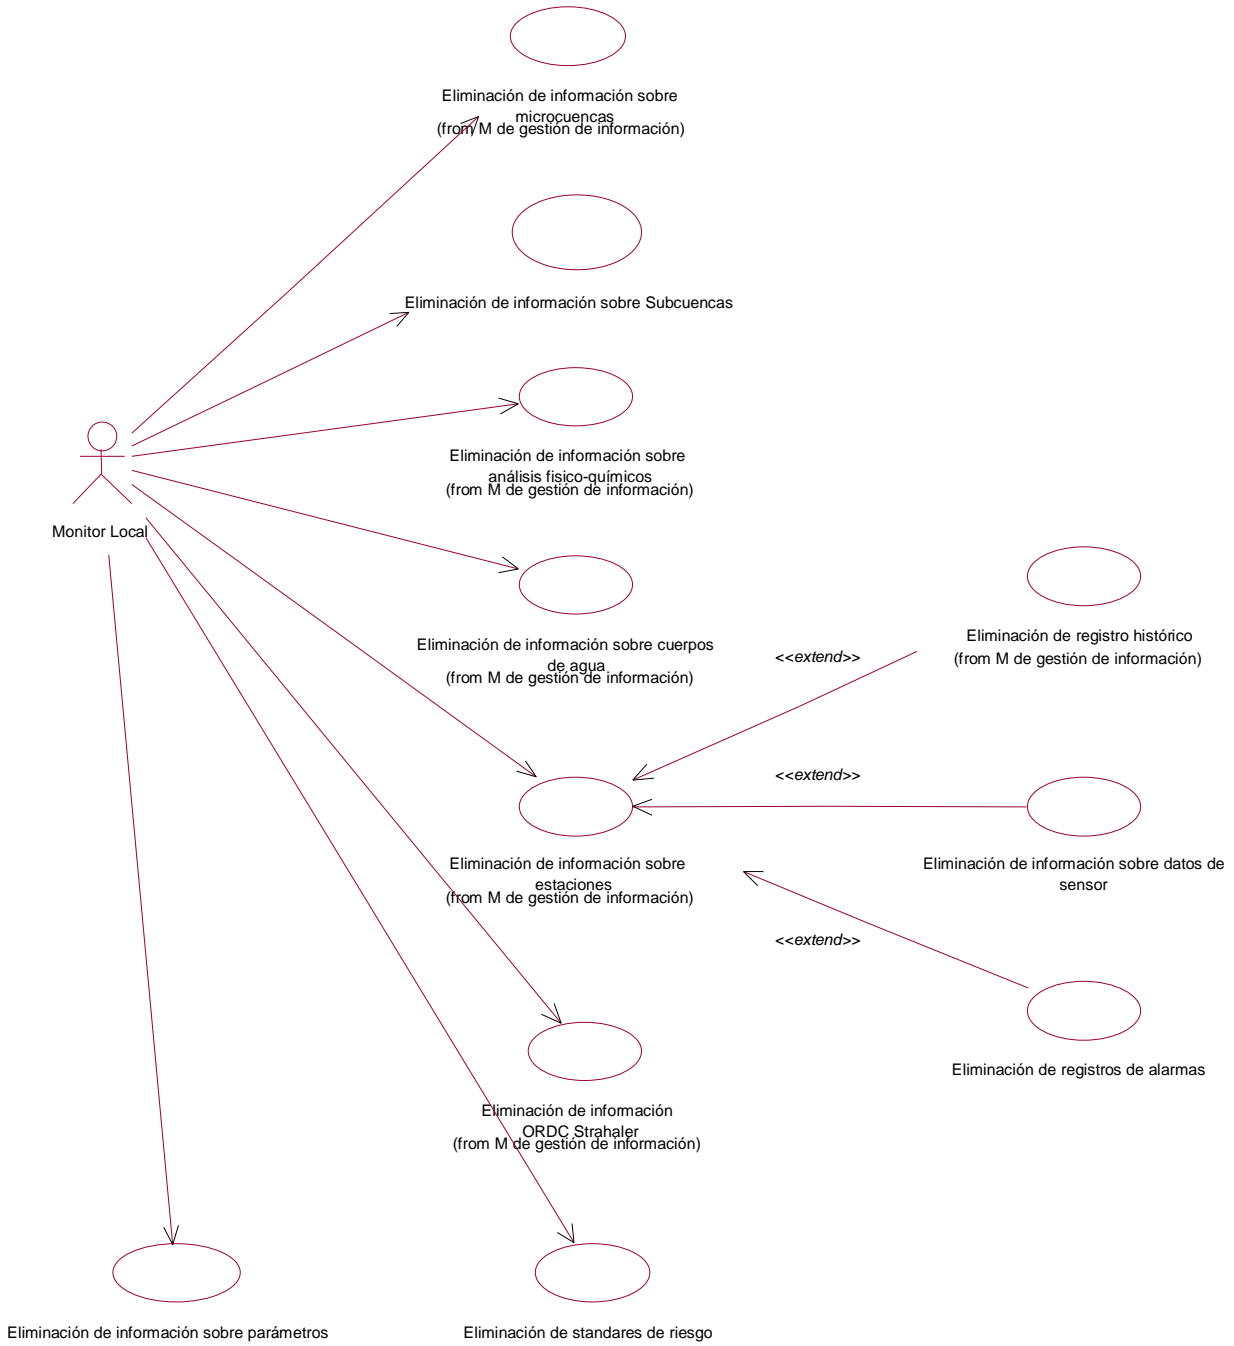 Eliminación de información sobre
microcuencas
(from M de gestión de información)
Eliminación de información sobre Subcuencas
Eliminación de información sobre
análisis fisico-químicos
(from M de gestión de información)
Monitor Local
Eliminación de información sobre cuerpos
de agua
(from M de gestión de información)
Eliminación de registro histórico
(from M de gestión de información)
<<extend>>
<<extend>>
Eliminación de información sobre
estaciones
(from M de gestión de información)
Eliminación de información sobre datos de
sensor
<<extend>>
Eliminación de registros de alarmas
Eliminación de información
ORDC Strahaler
(from M de gestión de información)
Eliminación de información sobre parámetros
Eliminación de standares de riesgo